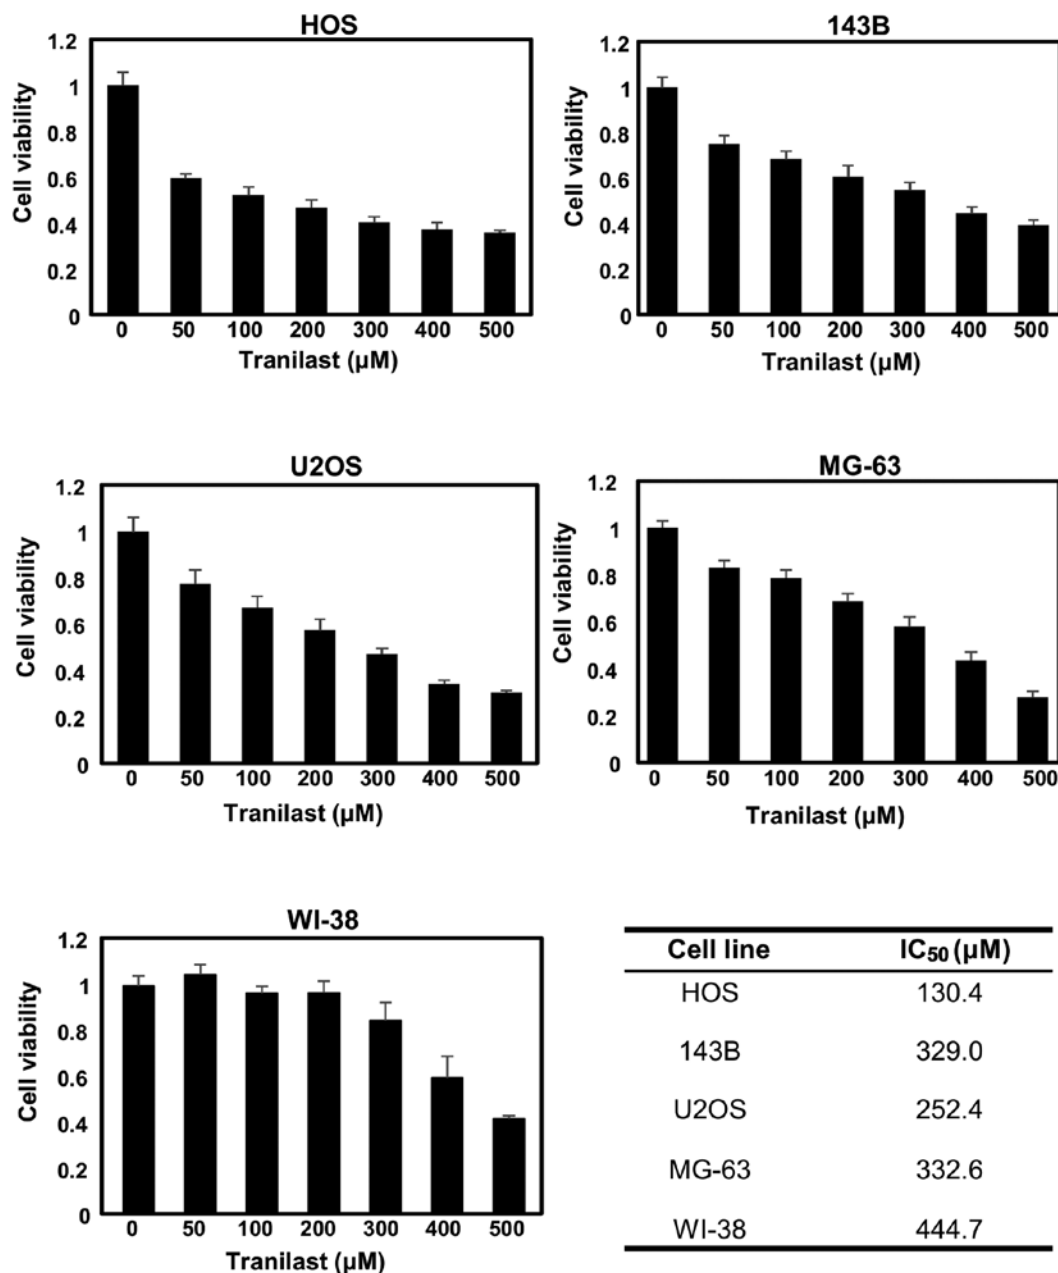 HOS
1.2
1
0.8
0.6
0.4
0.2
0
Cell viability
0 50 100 200 300 400 500
Tranilast (µM)
143B
1.2
1
0.8
0.6
0.4
0.2
0
Cell viability
0 50 100 200 300 400 500
Tranilast (µM)
U2OS
1.2
1
0.8
0.6
0.4
0.2
0
Cell viability
0 50 100 200 300 400 500
Tranilast (µM)
MG-63
1.2
1
0.8
0.6
0.4
0.2
0
Cell viability
0 50 100 200 300 400 500
Tranilast (µM)
WI-38
1.2
1
0.8
0.6
0.4
0.2
0
Cell viability
0 50 100 200 300 400 500
Tranilast (µM)
Cell line IC50 (µM)
HOS 130.4
143B 329.0
U2OS 252.4
MG-63 332.6
WI-38 444.7